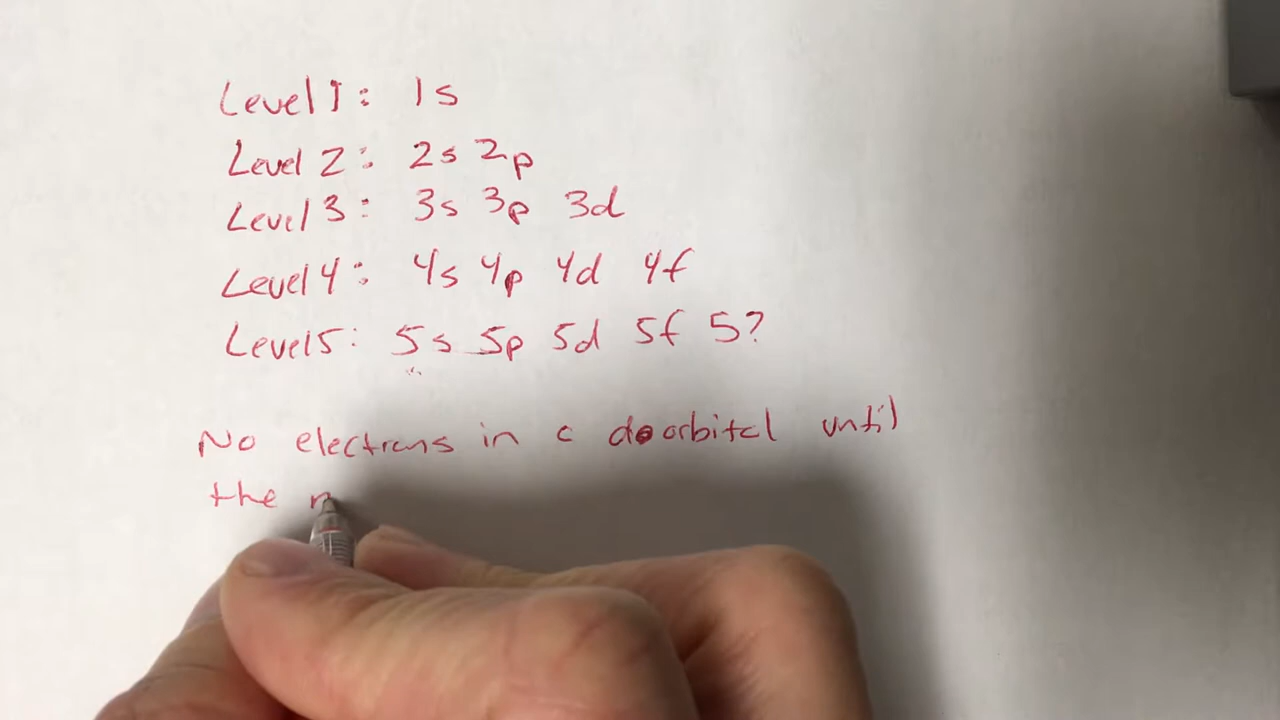 Level 1: 1s
Level 2: 2s 2p
Level 3: 3s 3p 3d
Level 4: 4s 4p 4d 4f
Level 5: 5s 5p 5d 5f 5?
No electrons in a d orbital until
the